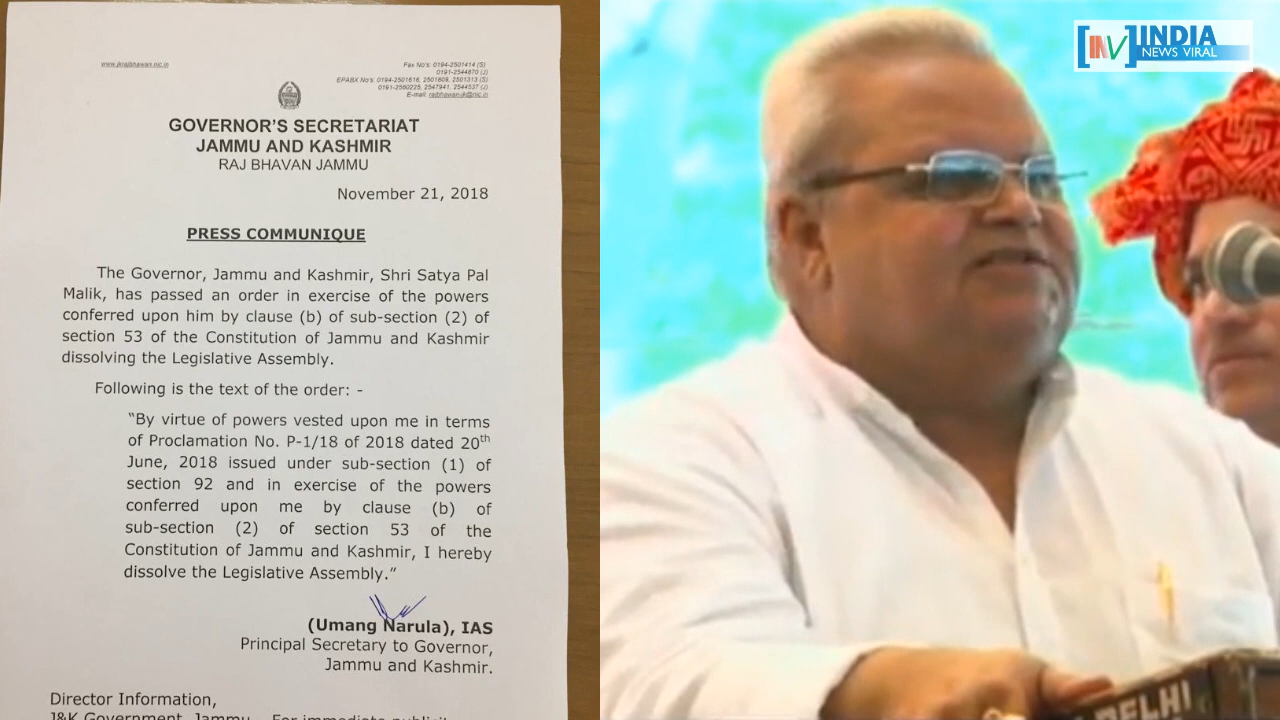 www.jkrajbhawan.nic.in
Fax No's: 0194-2501414 (S)
0191-2544870 (J)
EPABX No's: 0194-2501616, 2501609, 2501313 (S)
0191-2560225, 2547941, 2544537 (J)
E-mail: rajbhawan-jk@nic.in
GOVERNOR'S SECRETARIAT
JAMMU AND KASHMIR
RAJ BHAVAN JAMMU
November 21, 2018
PRESS COMMUNIQUE
The Governor, Jammu and Kashmir, Shri Satya Pal
Malik, has passed an order in exercise of the powers
conferred upon him by clause (b) of sub-section (2) of
section 53 of the Constitution of Jammu and Kashmir
dissolving the Legislative Assembly.
Following is the text of the order: -
"By virtue of powers vested upon me in terms
of Proclamation No. P-1/18 of 2018 dated 20th
June, 2018 issued under sub-section (1) of
section 92 and in exercise of the powers
conferred upon me by clause (b) of
sub-section (2) of section 53 of the
Constitution of Jammu and Kashmir, I hereby
dissolve the Legislative Assembly."
(Umang Narula), IAS
Principal Secretary to Governor,
Jammu and Kashmir.
Director Information,
J&K Government, Jammu For immediate
[INV] INDIA
NEWS VIRAL
DELHI